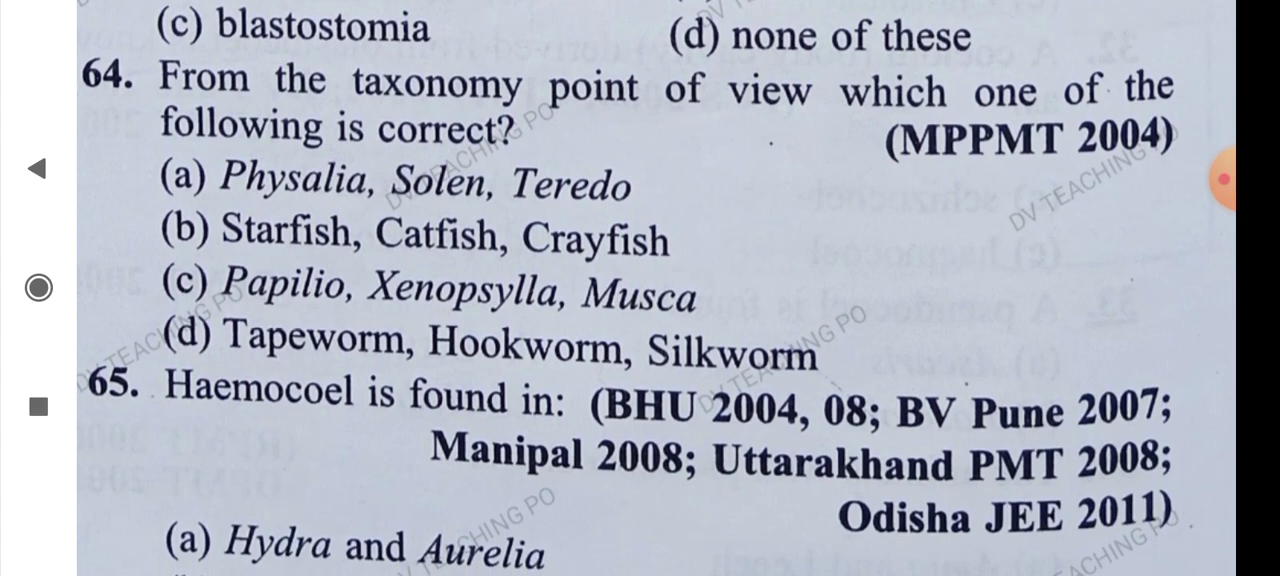 (c) blastostomia (d) none of these
64. From the taxonomy point of view which one of the
following is correct? (MPPMT 2004)
(a) Physalia, Solen, Teredo
(b) Starfish, Catfish, Crayfish
(c) Papilio, Xenopsylla, Musca
(d) Tapeworm, Hookworm, Silkworm
65. Haemocoel is found in: (BHU 2004, 08; BV Pune 2007;
Manipal 2008; Uttarakhand PMT 2008;
Odisha JEE 2011)
(a) Hydra and Aurelia